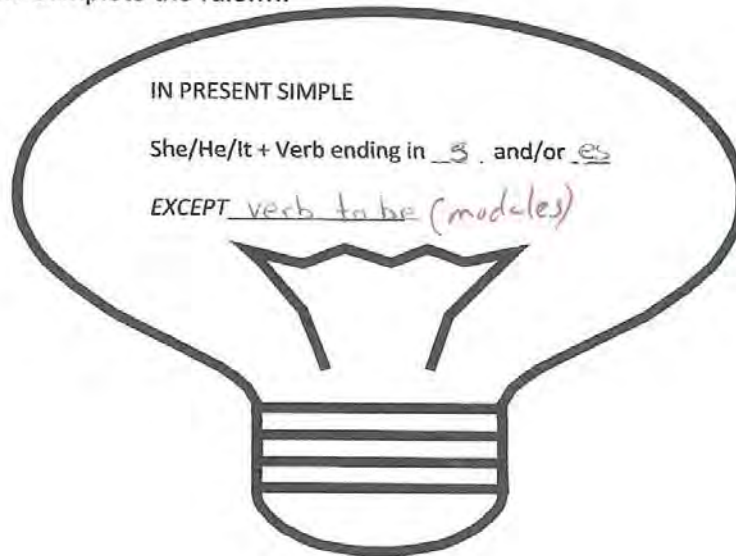 IN PRESENT SIMPLE
She/He/It + Verb ending in s. and/or es
EXCEPT verb to be (modales)